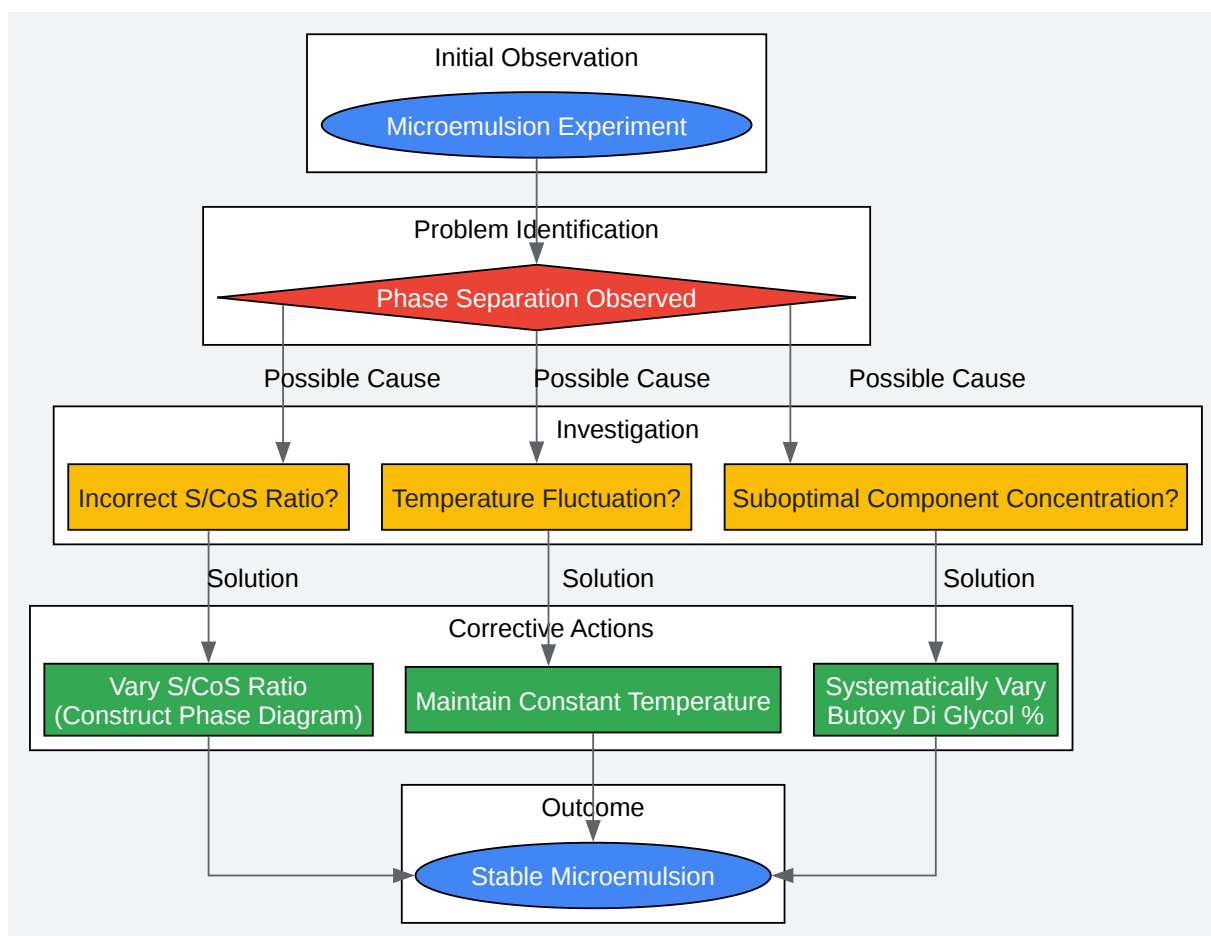 Initial Observation
Microemulsion Experiment
Problem Identification
Phase Separation Observed
Possible Cause
Possible Cause
Possible Cause
Investigation
Incorrect S/CoS Ratio?
Temperature Fluctuation?
Suboptimal Component Concentration?
Solution
Solution
Solution
Corrective Actions
Vary S/CoS Ratio
(Construct Phase Diagram)
Maintain Constant Temperature
Systematically Vary
Butoxy Di Glycol %
Outcome
Stable Microemulsion